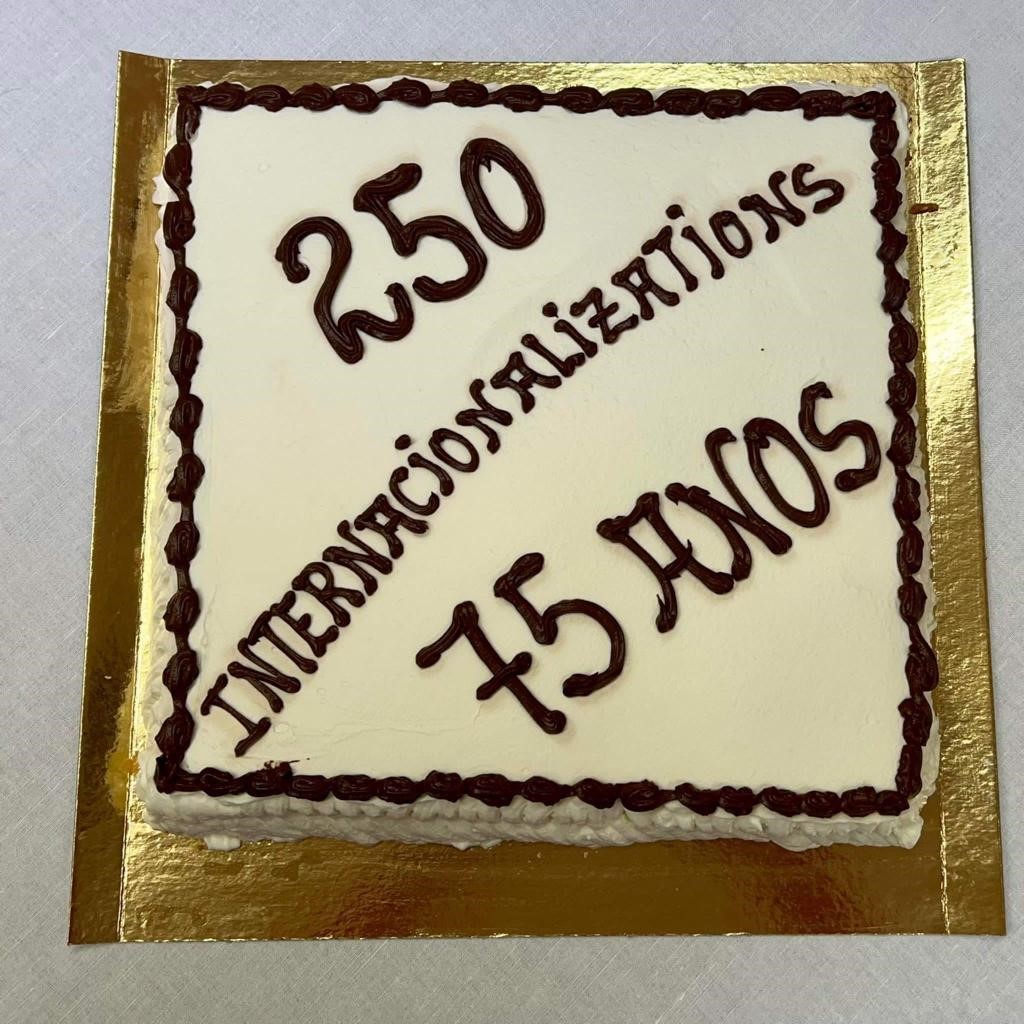 250
INTERNACIONALIZATIONS
75 ANOS